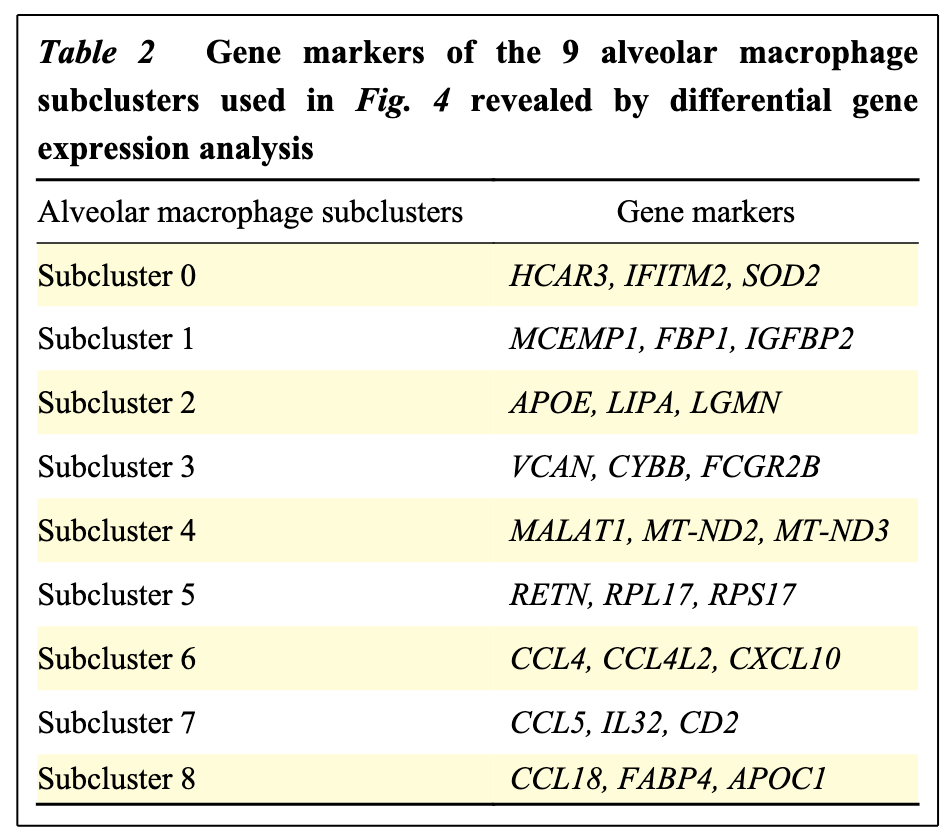 Table 2 Gene markers of the 9 alveolar macrophage
subclusters used in Fig. 4 revealed by differential gene
expression analysis
Alveolar macrophage subclusters Gene markers
Subcluster 0 HCAR3, IFITM2, SOD2
Subcluster 1 MCEMP1, FBP1, IGFBP2
Subcluster 2 APOE, LIPA, LGMN
Subcluster 3 VCAN, CYBB, FCGR2B
Subcluster 4 MALAT1, MT-ND2, MT-ND3
Subcluster 5 RETN, RPL17, RPS17
Subcluster 6 CCL4, CCL4L2, CXCL10
Subcluster 7 CCL5, IL32, CD2
Subcluster 8 CCL18, FABP4, APOC1